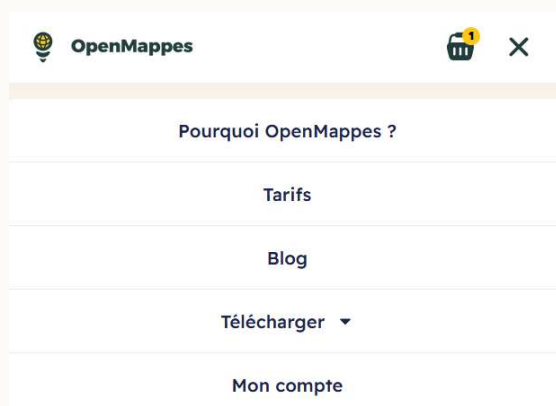 OpenMappes
1
Pourquoi OpenMappes ?
Tarifs
Blog
Télécharger
Mon compte